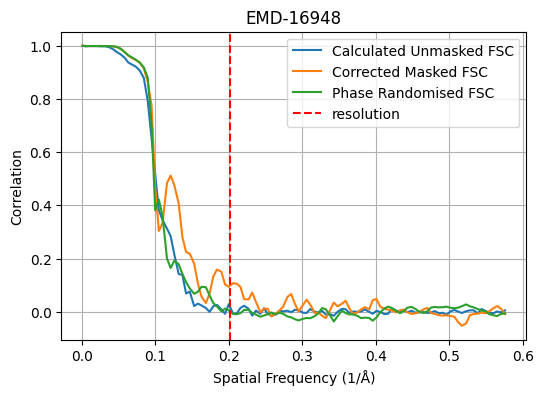 EMD-16948
Calculated Unmasked FSC
Corrected Masked FSC
Phase Randomised FSC
resolution
Correlation
1.0
0.8
0.6
0.4
0.2
0.0
0.0 0.1 0.2 0.3 0.4 0.5 0.6
Spatial Frequency (1/Å)